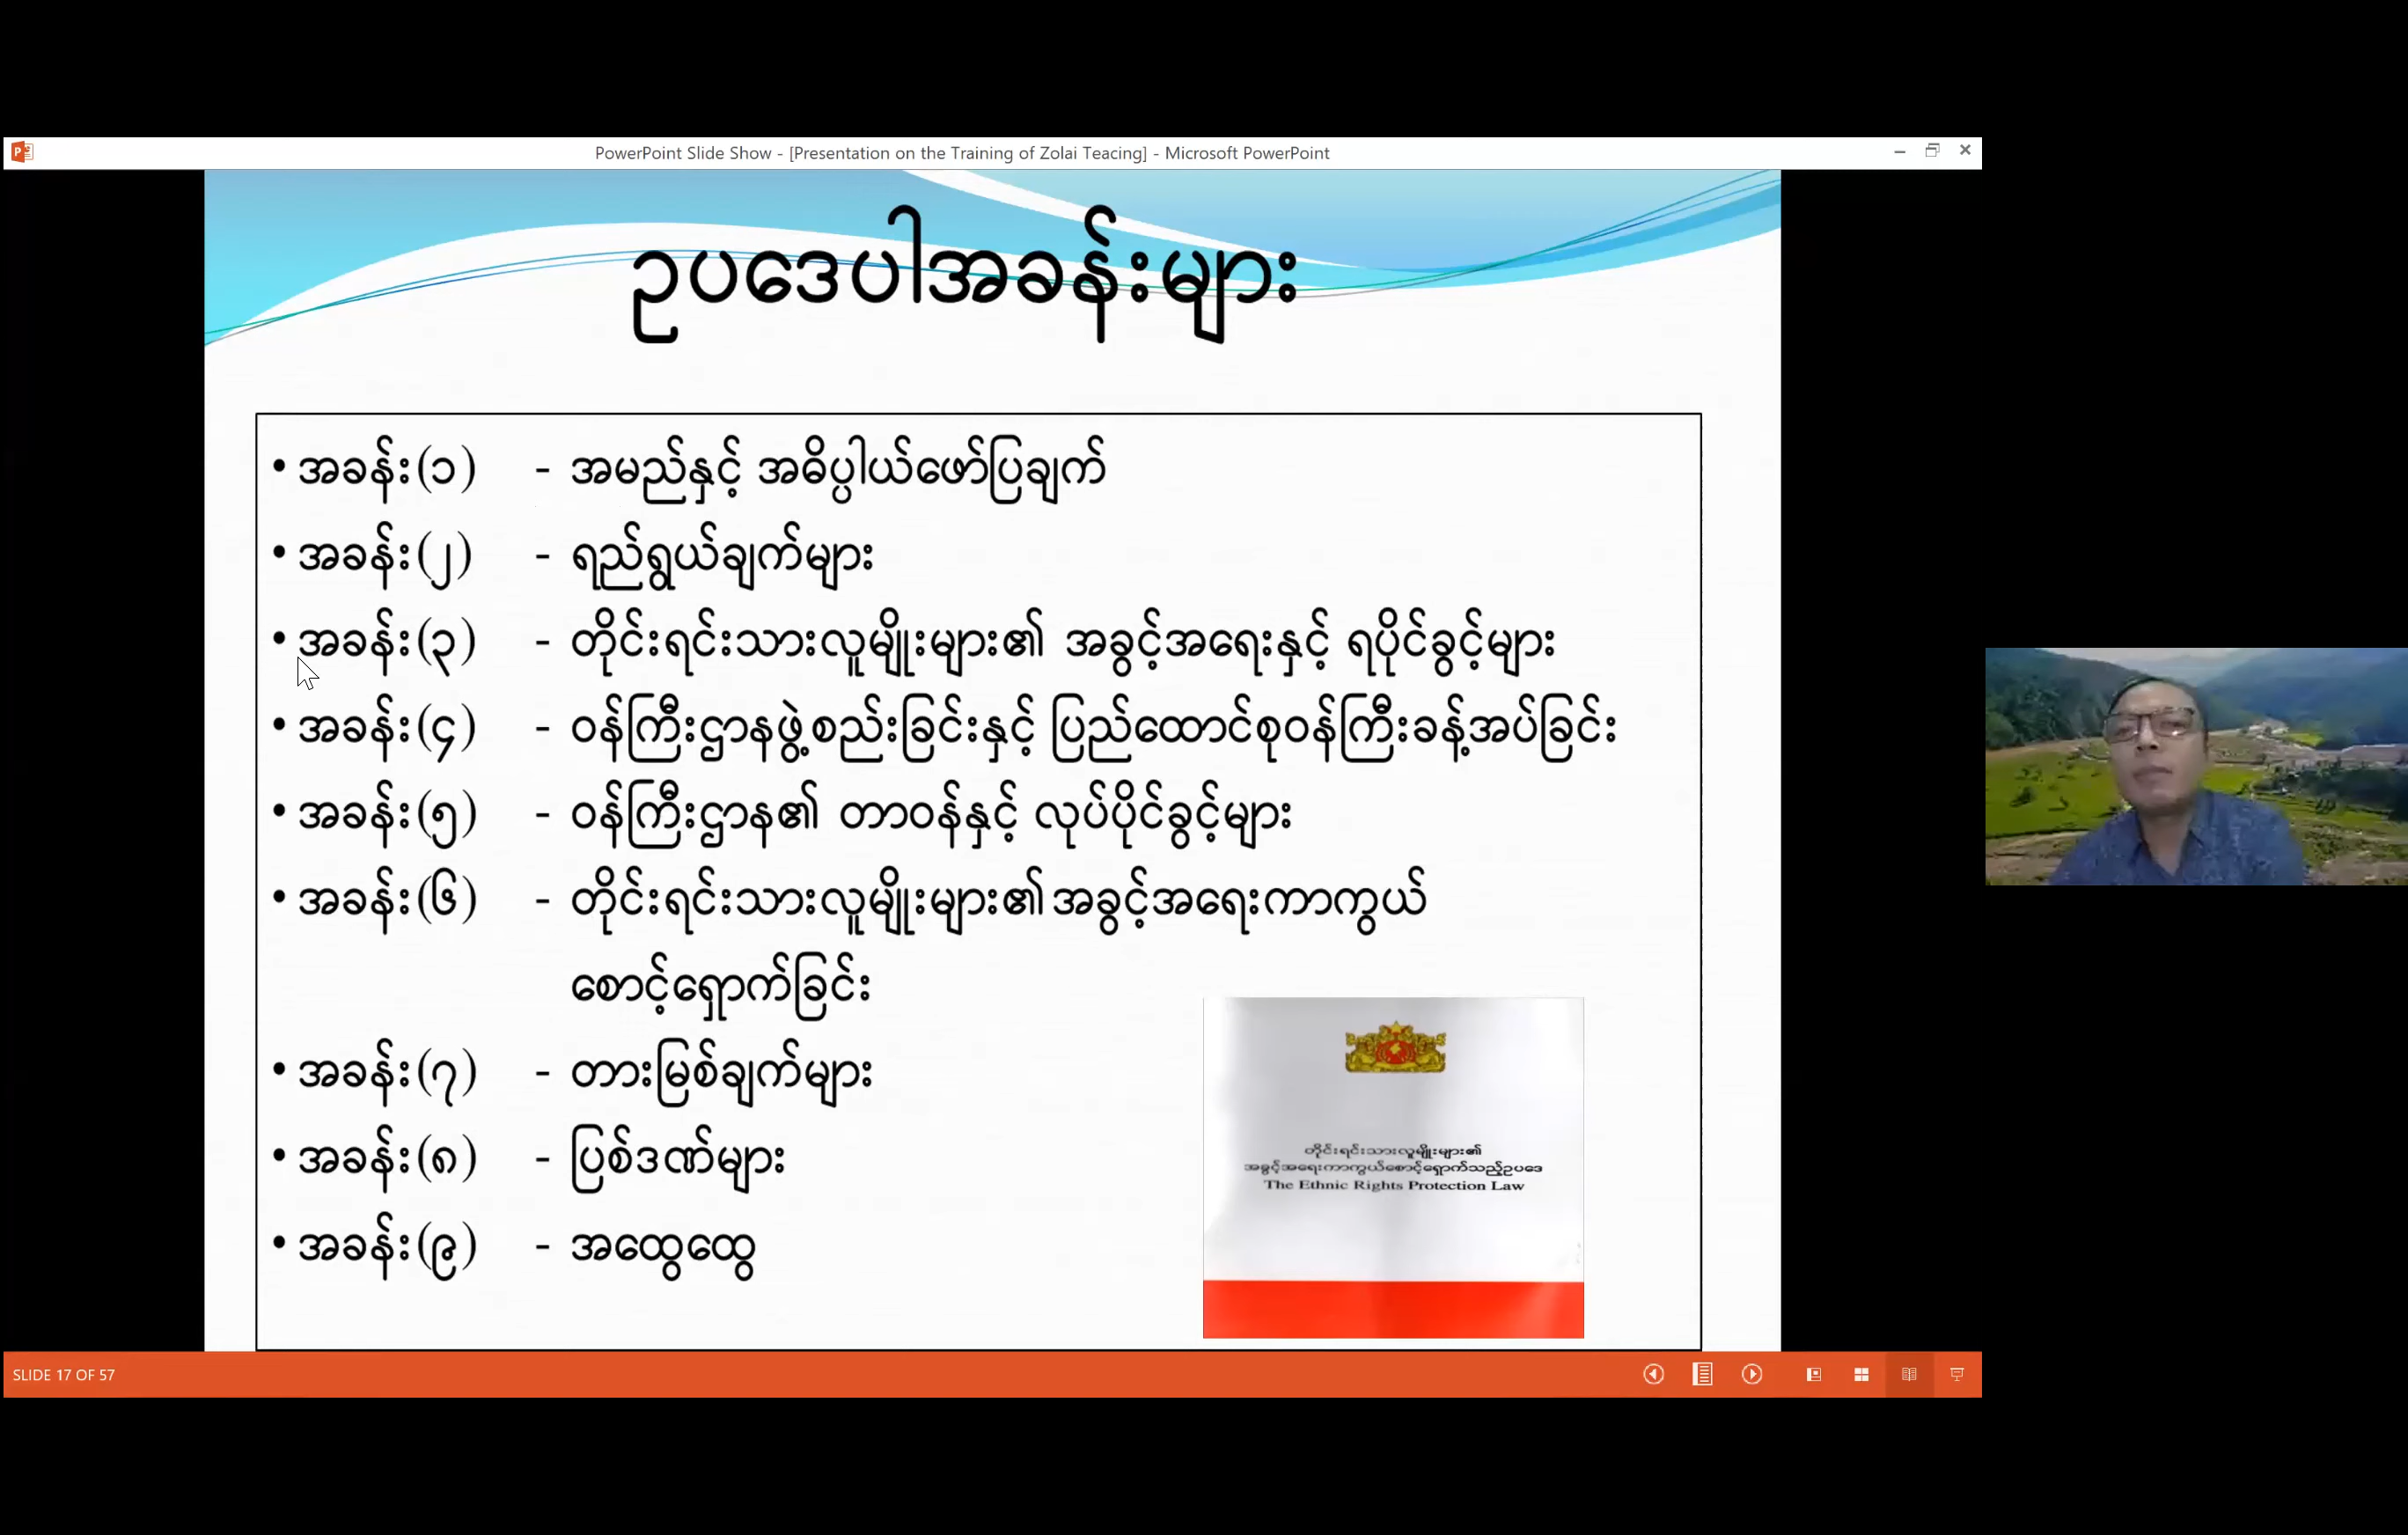 PowerPoint Slide Show - [Presentation on the Training of Zolai Teacing] - Microsoft PowerPoint
ဥပဒေပါအခန်းများ
• အခန်း(၁) - အမည်နှင့် အဓိပ္ပါယ်ဖော်ပြချက်
• အခန်း(၂) - ရည်ရွယ်ချက်များ
• အခန်း(၃) - တိုင်းရင်းသားလူမျိုးများ၏ အခွင့်အရေးနှင့် ရပိုင်ခွင့်များ
• အခန်း(၄) - ဝန်ကြီးဌာနဖွဲ့စည်းခြင်းနှင့် ပြည်ထောင်စုဝန်ကြီးခန့်အပ်ခြင်း
• အခန်း(၅) - ဝန်ကြီးဌာန၏ တာဝန်နှင့် လုပ်ပိုင်ခွင့်များ
• အခန်း(၆) - တိုင်းရင်းသားလူမျိုးများ၏ အခွင့်အရေးကာကွယ်
စောင့်ရှောက်ခြင်း
• အခန်း(၇) - တားမြစ်ချက်များ
• အခန်း(၈) - ပြစ်ဒဏ်များ
• အခန်း(၉) - အထွေထွေ
တိုင်းရင်းသားလူမျိုးများ၏
အခွင့်အရေးကာကွယ်စောင့်ရှောက်သည့်ဥပဒေ
The Ethnic Rights Protection Law
SLIDE 17 OF 57